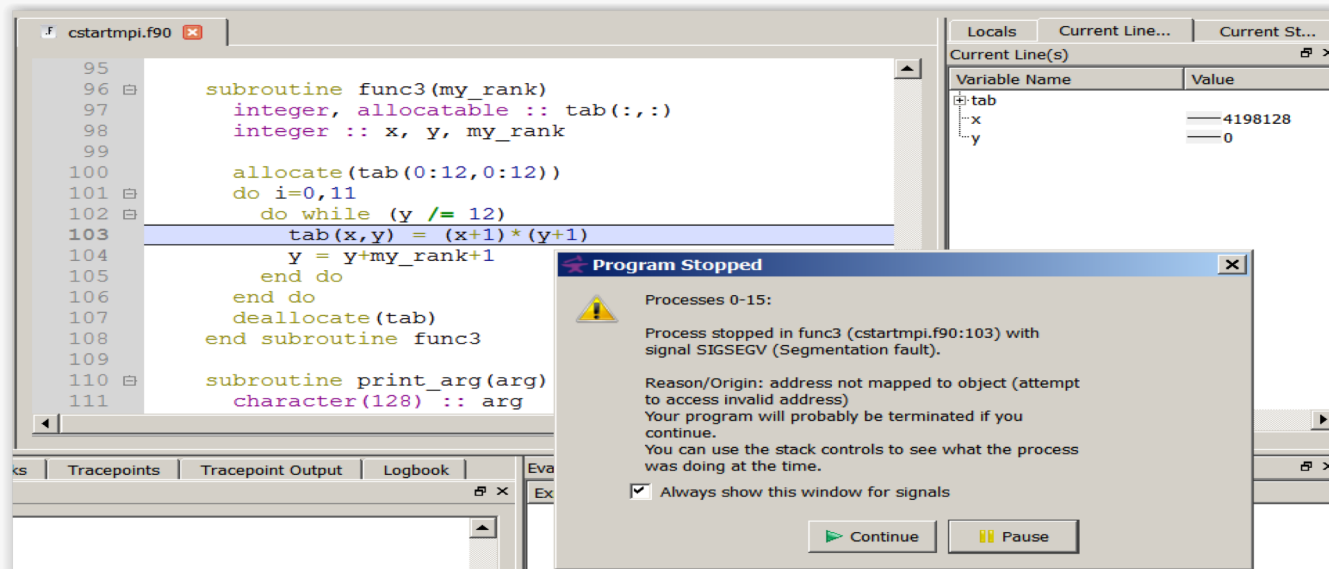 F cstartmpi.f90
95
96 subroutine func3(my_rank)
97 integer, allocatable :: tab(:,:)
98 integer :: x, y, my_rank
99
100 allocate(tab(0:12,0:12))
101 do i=0,11
102 do while (y /= 12)
103 tab(x,y) = (x+1)*(y+1)
104 y = y+my_rank+1
105 end do
106 end do
107 deallocate(tab)
108 end subroutine func3
109
110 subroutine print_arg(arg)
111 character(128) :: arg
Locals Current Line... Current St...
Current Line(s)
Variable Name Value
tab
x 4198128
y 0
Program Stopped
Processes 0-15:
Process stopped in func3 (cstartmpi.f90:103) with
signal SIGSEGV (Segmentation fault).
Reason/Origin: address not mapped to object (attempt
to access invalid address)
Your program will probably be terminated if you
continue.
You can use the stack controls to see what the process
was doing at the time.
Always show this window for signals
Continue Pause
ks Tracepoints Tracepoint Output Logbook
Eva
Ex